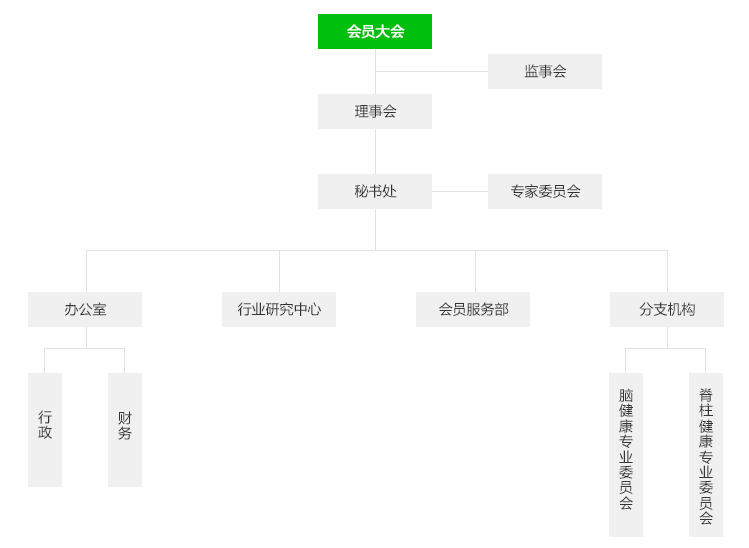 会员大会
监事会
理事会
秘书处
专家委员会
办公室
行业研究中心
会员服务部
分支机构
行政
财务
脑健康专业委员会
脊柱健康专业委员会